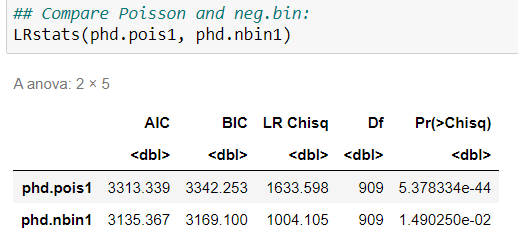 ## Compare Poisson and neg.bin:
LRstats(phd.pois1, phd.nbin1)
A anova: 2 × 5
AIC BIC LR Chisq Df Pr(>Chisq)
<dbl> <dbl> <dbl> <dbl> <dbl>
phd.pois1 3313.339 3342.253 1633.598 909 5.378334e-44
phd.nbin1 3135.367 3169.100 1004.105 909 1.490250e-02